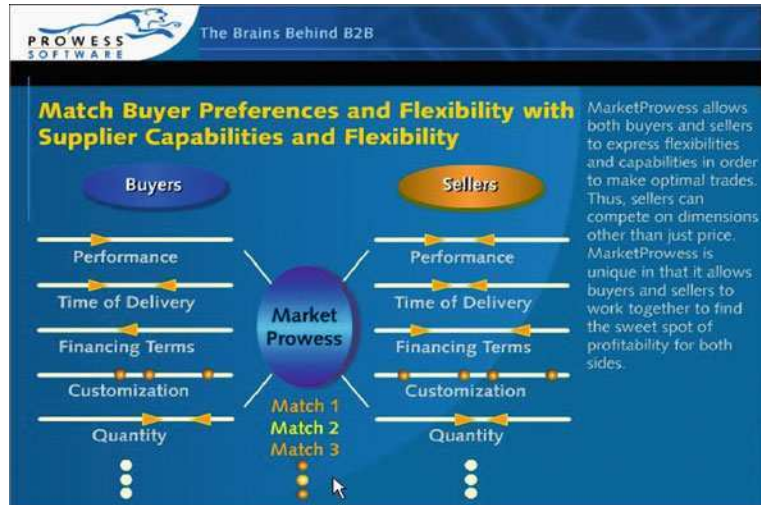 PROWESS
SOFTWARE
The Brains Behind B2B
Match Buyer Preferences and Flexibility with
Supplier Capabilities and Flexibility
Buyers
Performance
Time of Delivery
Financing Terms
Customization
Quantity
Market
Prowess
Match 1
Match 2
Match 3
Sellers
Performance
Time of Delivery
Financing Terms
Customization
Quantity
MarketProwess allows
both buyers and sellers
to express flexibilities
and capabilities in order
to make optimal trades.
Thus, sellers can
compete on dimensions
other than just price.
MarketProwess is
unique in that it allows
buyers and sellers to
work together to find
the sweet spot of
profitability for both
sides.